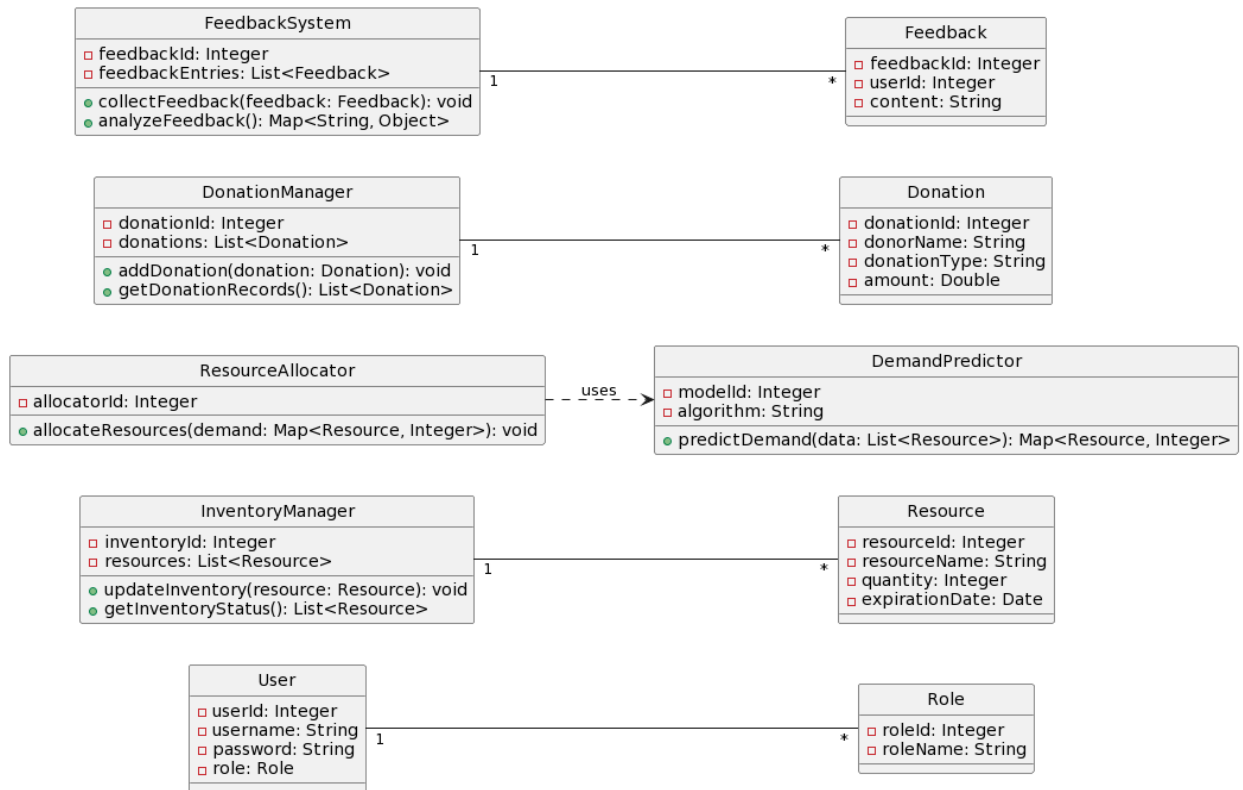 FeedbackSystem
feedbackId: Integer
feedbackEntries: List<Feedback>
collectFeedback(feedback: Feedback): void
analyzeFeedback(): Map<String, Object>
1
*
Feedback
feedbackId: Integer
userId: Integer
content: String
DonationManager
donationId: Integer
donations: List<Donation>
addDonation(donation: Donation): void
getDonationRecords(): List<Donation>
1
*
Donation
donationId: Integer
donorName: String
donationType: String
amount: Double
ResourceAllocator
allocatorId: Integer
allocateResources(demand: Map<Resource, Integer>): void
uses
DemandPredictor
modelId: Integer
algorithm: String
predictDemand(data: List<Resource>): Map<Resource, Integer>
InventoryManager
inventoryId: Integer
resources: List<Resource>
updateInventory(resource: Resource): void
getInventoryStatus(): List<Resource>
1
*
Resource
resourceId: Integer
resourceName: String
quantity: Integer
expirationDate: Date
User
userId: Integer
username: String
password: String
role: Role
1
*
Role
roleId: Integer
roleName: String